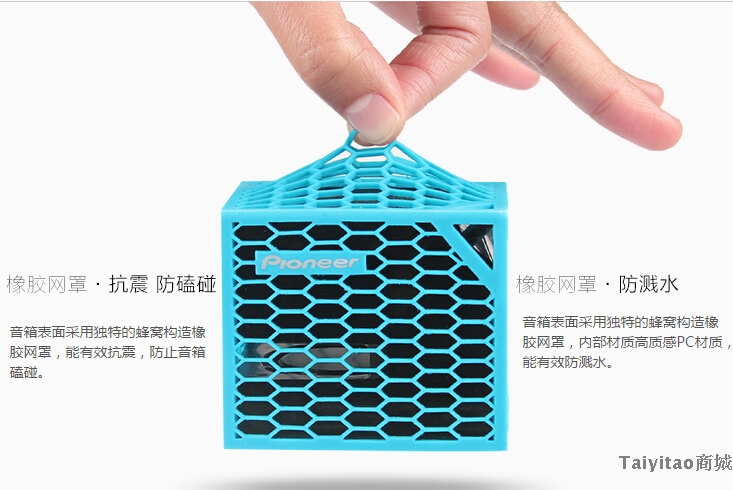 Pioneer
橡胶网罩·抗震 防磕碰
音箱表面采用独特的蜂窝构造橡
胶网罩，能有效抗震，防止音箱
磕碰。
橡胶网罩·防溅水
音箱表面采用独特的蜂窝构造橡
胶网罩，内部材质高质感PC材质，
能有效防溅水。
Taiyitao商城